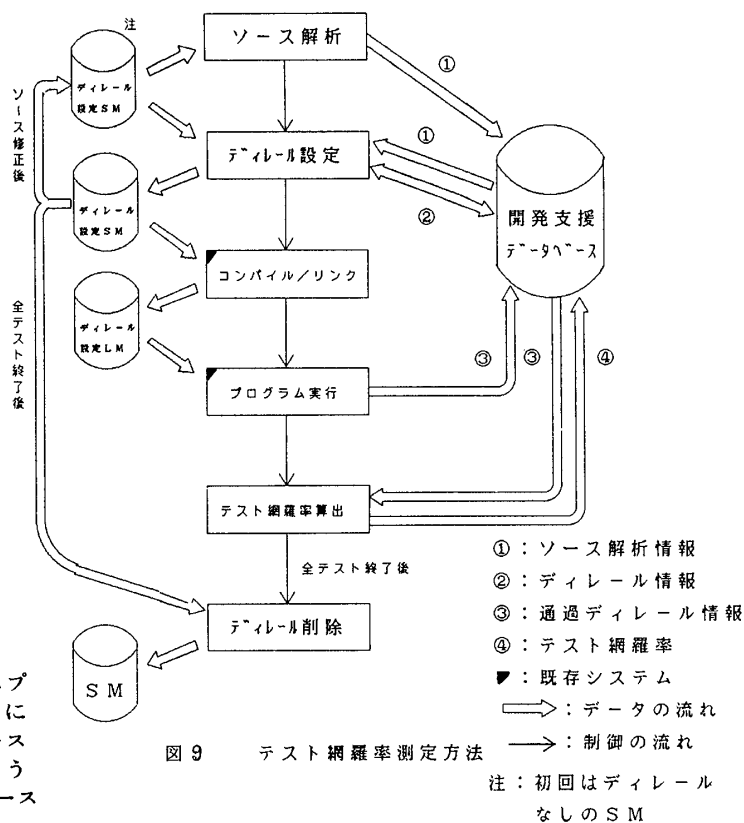 注
ソース解析
ディレール
設定SM
①
ソース修正後
ディレール設定
①
②
開発支援
データベース
ディレール
設定SM
コンパイル/リンク
ディレール
設定LM
全テスト終了後
プログラム実行
③
③
④
テスト網羅率算出
全テスト終了後
ディレール削除
SM
①:ソース解析情報
②:ディレール情報
③:通過ディレール情報
④:テスト網羅率
:既存システム
:データの流れ
:制御の流れ
注:初回はディレール
なしのSM
図9 テスト網羅率測定方法
プ
に
ース
う
ース